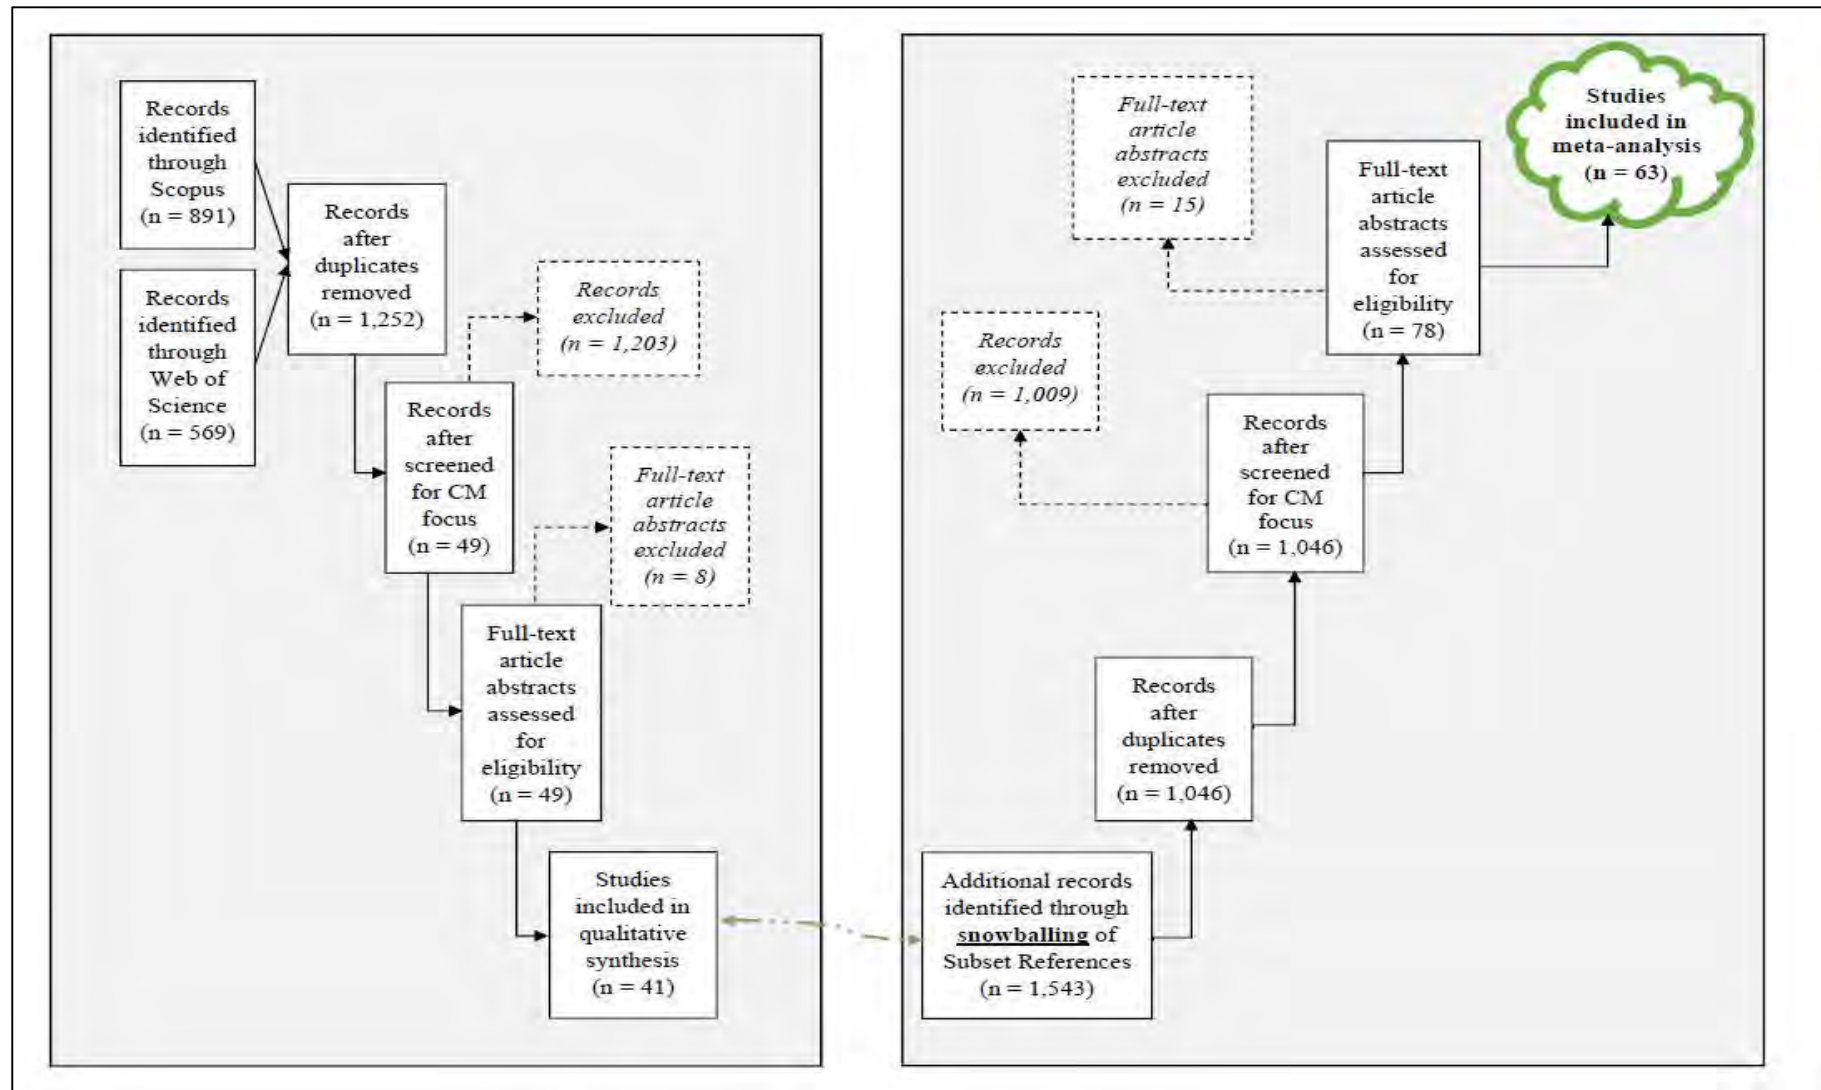 Records
identified
through
Scopus
(n = 891)
Records
identified
through
Web of
Science
(n = 569)
Records
after
duplicates
removed
(n = 1,252)
Records
excluded
(n = 1,203)
Records
after
screened
for CM
focus
(n = 49)
Full-text
article
abstracts
excluded
(n = 8)
Full-text
article
abstracts
assessed
for
eligibility
(n = 49)
Studies
included in
qualitative
synthesis
(n = 41)
Additional records
identified through
snowballing of
Subset References
(n = 1,543)
Records
after
duplicates
removed
(n = 1,046)
Records
after
screened
for CM
focus
(n = 1,046)
Records
excluded
(n = 1,009)
Full-text
article
abstracts
assessed
for
eligibility
(n = 78)
Full-text
article
abstracts
excluded
(n = 15)
Studies
included in
meta-analysis
(n = 63)